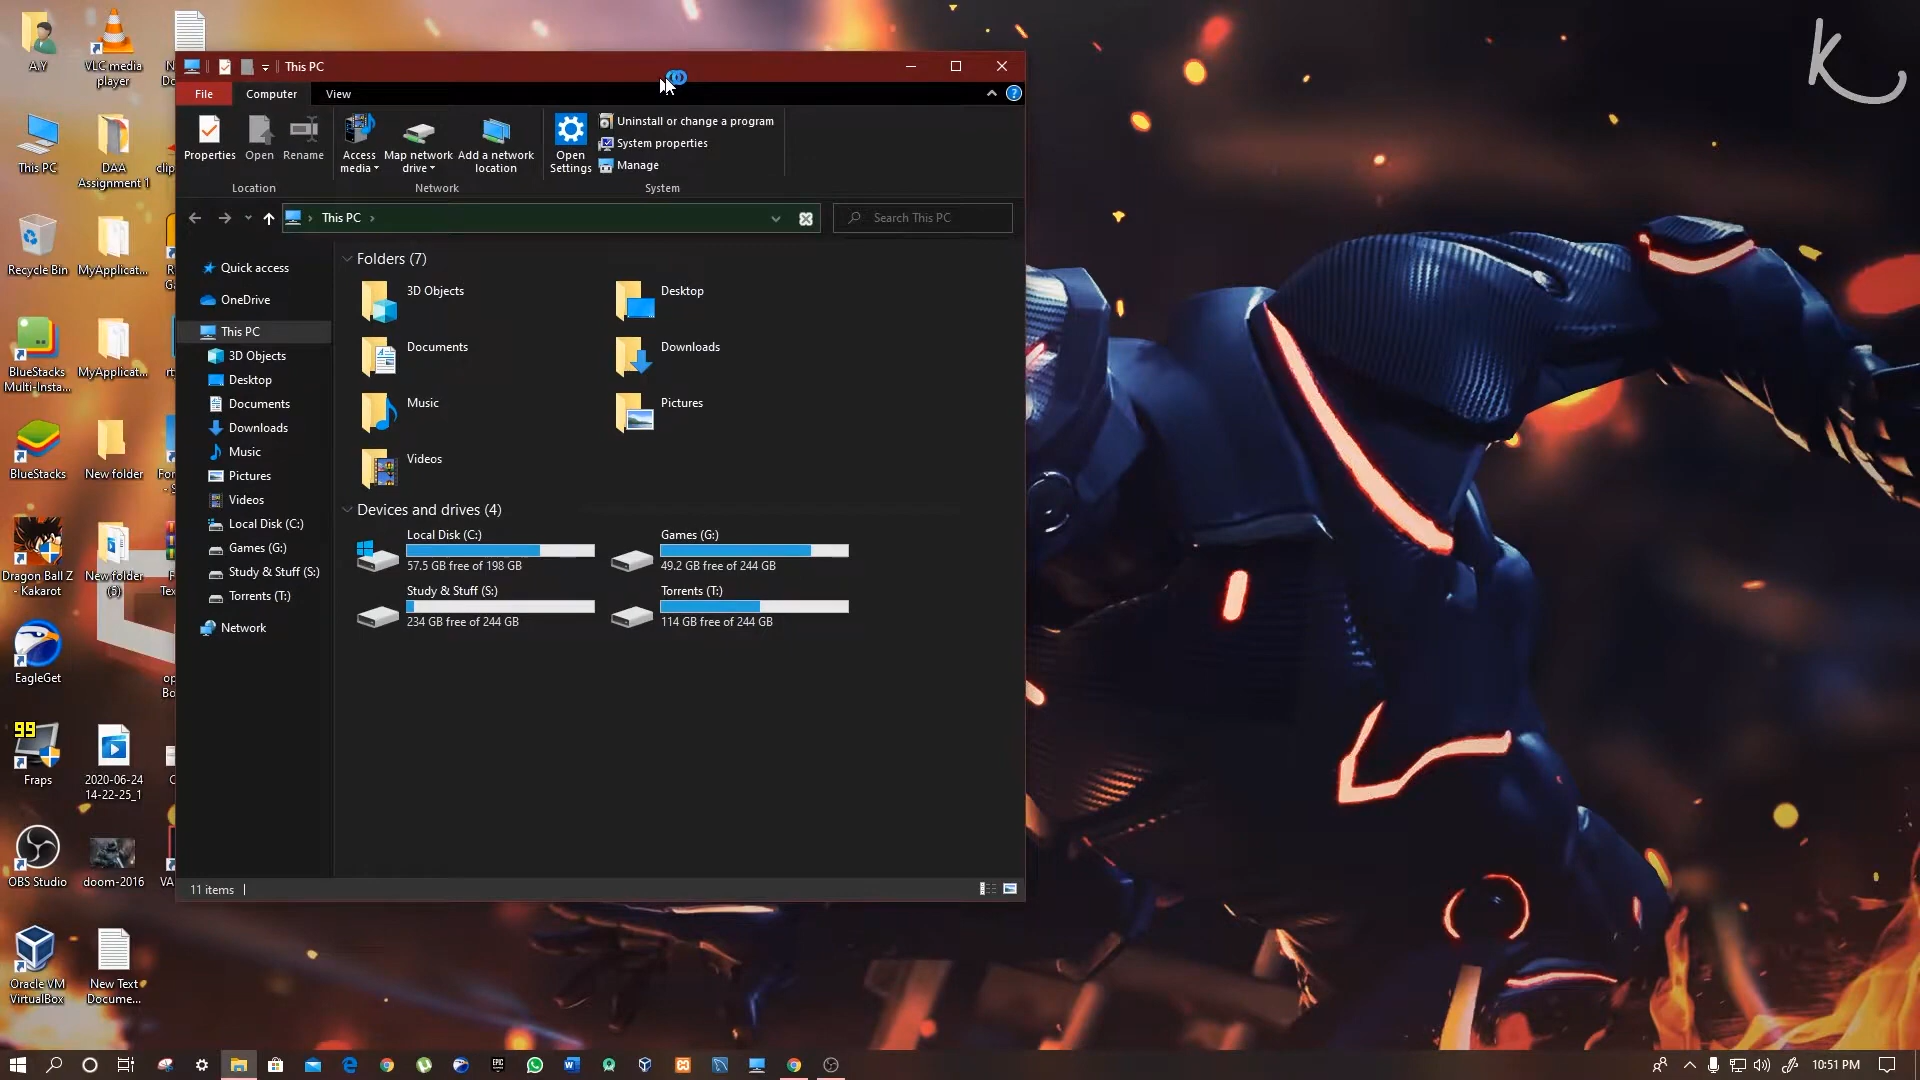 This PC
File
Computer
View
Properties
Open
Rename
Access media
Map network drive
Add a network location
Open Settings
Uninstall or change a program
System properties
Manage
Location
Network
System
This PC
Search This PC
Quick access
OneDrive
This PC
3D Objects
Desktop
Documents
Downloads
Music
Pictures
Videos
Local Disk (C:)
Games (G:)
Study & Stuff (S:)
Torrents (T:)
Network
Folders (7)
3D Objects
Desktop
Documents
Downloads
Music
Pictures
Videos
Devices and drives (4)
Local Disk (C:)
57.5 GB free of 198 GB
Games (G:)
49.2 GB free of 244 GB
Study & Stuff (S:)
234 GB free of 244 GB
Torrents (T:)
114 GB free of 244 GB
11 items
A.Y
VLC media
player
This PC
DAA
Assignment 1
Recycle Bin
MyApplicat...
BlueStacks
Multi-Insta...
MyApplicat...
BlueStacks
New folder
Dragon Ball Z
- Kakarot
New folder
(5)
EagleGet
99
Fraps
2020-06-24
14-22-25_1
OBS Studio
doom-2016
Oracle VM
VirtualBox
New Text
Docume...
10:51 PM